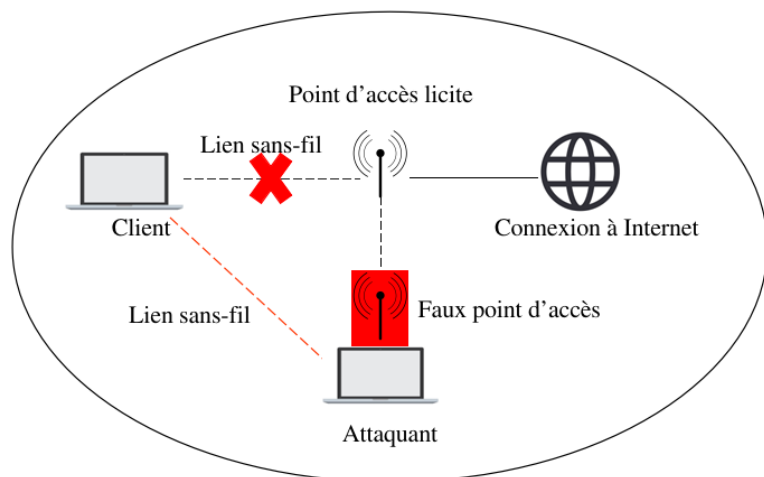 Point d'accès licite
Lien sans-fil
Client
Connexion à Internet
Lien sans-fil
Faux point d'accès
Attaquant